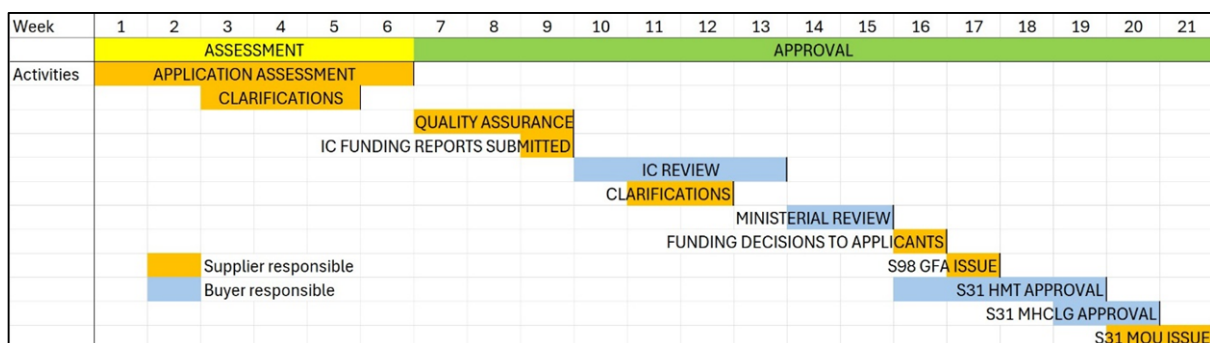 Week 1 2 3 4 5 6 7 8 9 10 11 12 13 14 15 16 17 18 19 20 21
ASSESSMENT APPROVAL
Activities APPLICATION ASSESSMENT
CLARIFICATIONS
QUALITY ASSURANCE
IC FUNDING REPORTS SUBMITTED
IC REVIEW
CLARIFICATIONS
MINISTERIAL REVIEW
FUNDING DECISIONS TO APPLICANTS
Supplier responsible S98 GFA ISSUE
Buyer responsible S31 HMT APPROVAL
S31 MHCLG APPROVAL
S31 MOU ISSUE